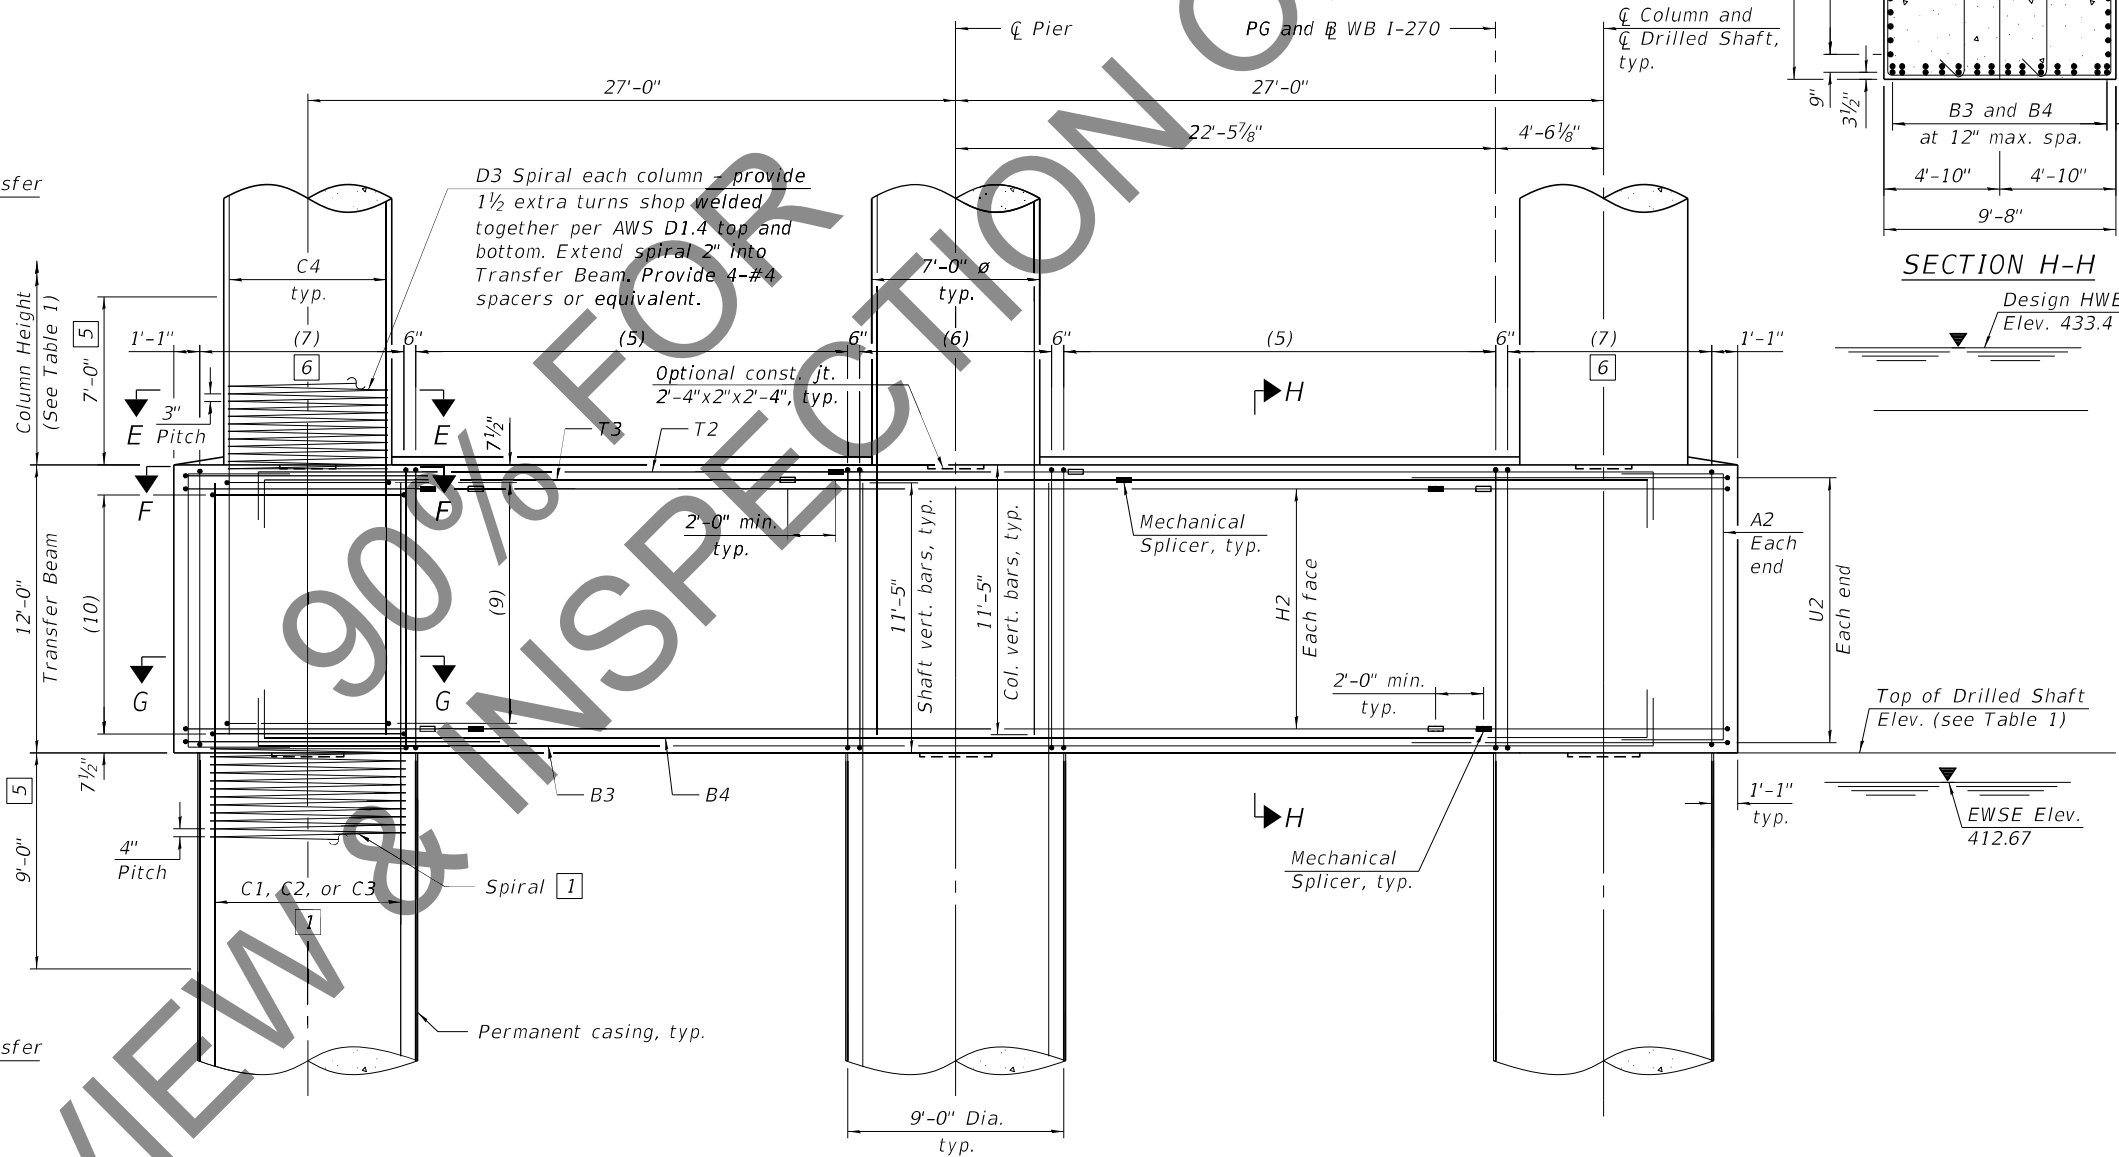 ℄ Pier
PG and ℄ WB I-270
℄ Column and
℄ Drilled Shaft,
typ.
27'-0"
27'-0"
22'-5⅞"
4'-6⅛"
9"
3½"
B3 and B4
at 12" max. spa.
4'-10"
4'-10"
9'-8"
SECTION H-H
Design HWE
Elev. 433.4
sfer
D3 Spiral each column - provide
1½ extra turns shop welded
together per AWS D1.4 top and
bottom. Extend spiral 2" into
Transfer Beam. Provide 4-#4
spacers or equivalent.
C4
typ.
7'-0" ø
typ.
Column Height
(See Table 1)
7'-0"
5
1'-1"
(7)
6
6"
(5)
6"
(6)
6"
(5)
6"
(7)
6
1'-1"
Optional const. jt.
2'-4"x2"x2'-4", typ.
3"
Pitch
E
E
H
7½"
T3
T2
F
F
2'-0" min.
typ.
Mechanical
Splicer, typ.
A2
Each
end
12'-0"
Transfer Beam
(10)
(9)
11'-5"
Shaft vert. bars, typ.
11'-5"
Col. vert. bars, typ.
H2
Each face
U2
Each end
G
G
2'-0" min.
typ.
Top of Drilled Shaft
Elev. (see Table 1)
5
9'-0"
7½"
B3
B4
H
1'-1"
typ.
EWSE Elev.
412.67
4"
Pitch
Mechanical
Splicer, typ.
C1, C2, or C3
1
Spiral 1
Permanent casing, typ.
sfer
9'-0" Dia.
typ.
90% FOR
VIEW & INSPECTION O